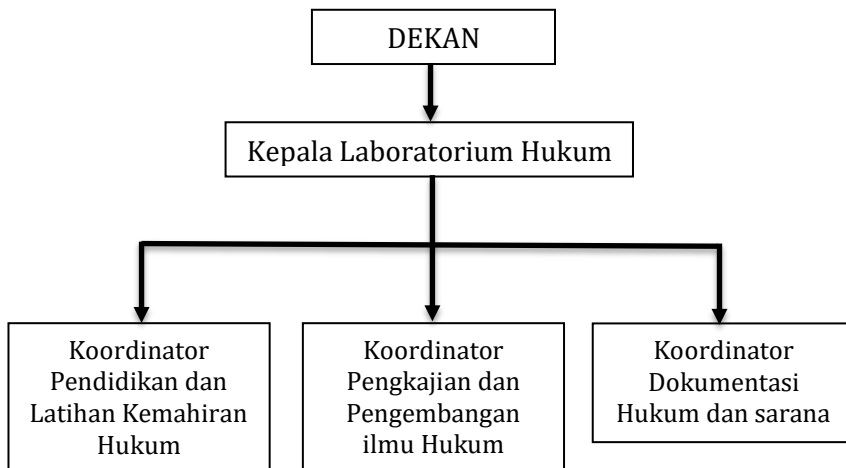 DEKAN
Kepala Laboratorium Hukum
Koordinator
Pendidikan dan
Latihan Kemahiran
Hukum
Koordinator
Pengkajian dan
Pengembangan
ilmu Hukum
Koordinator
Dokumentasi
Hukum dan sarana